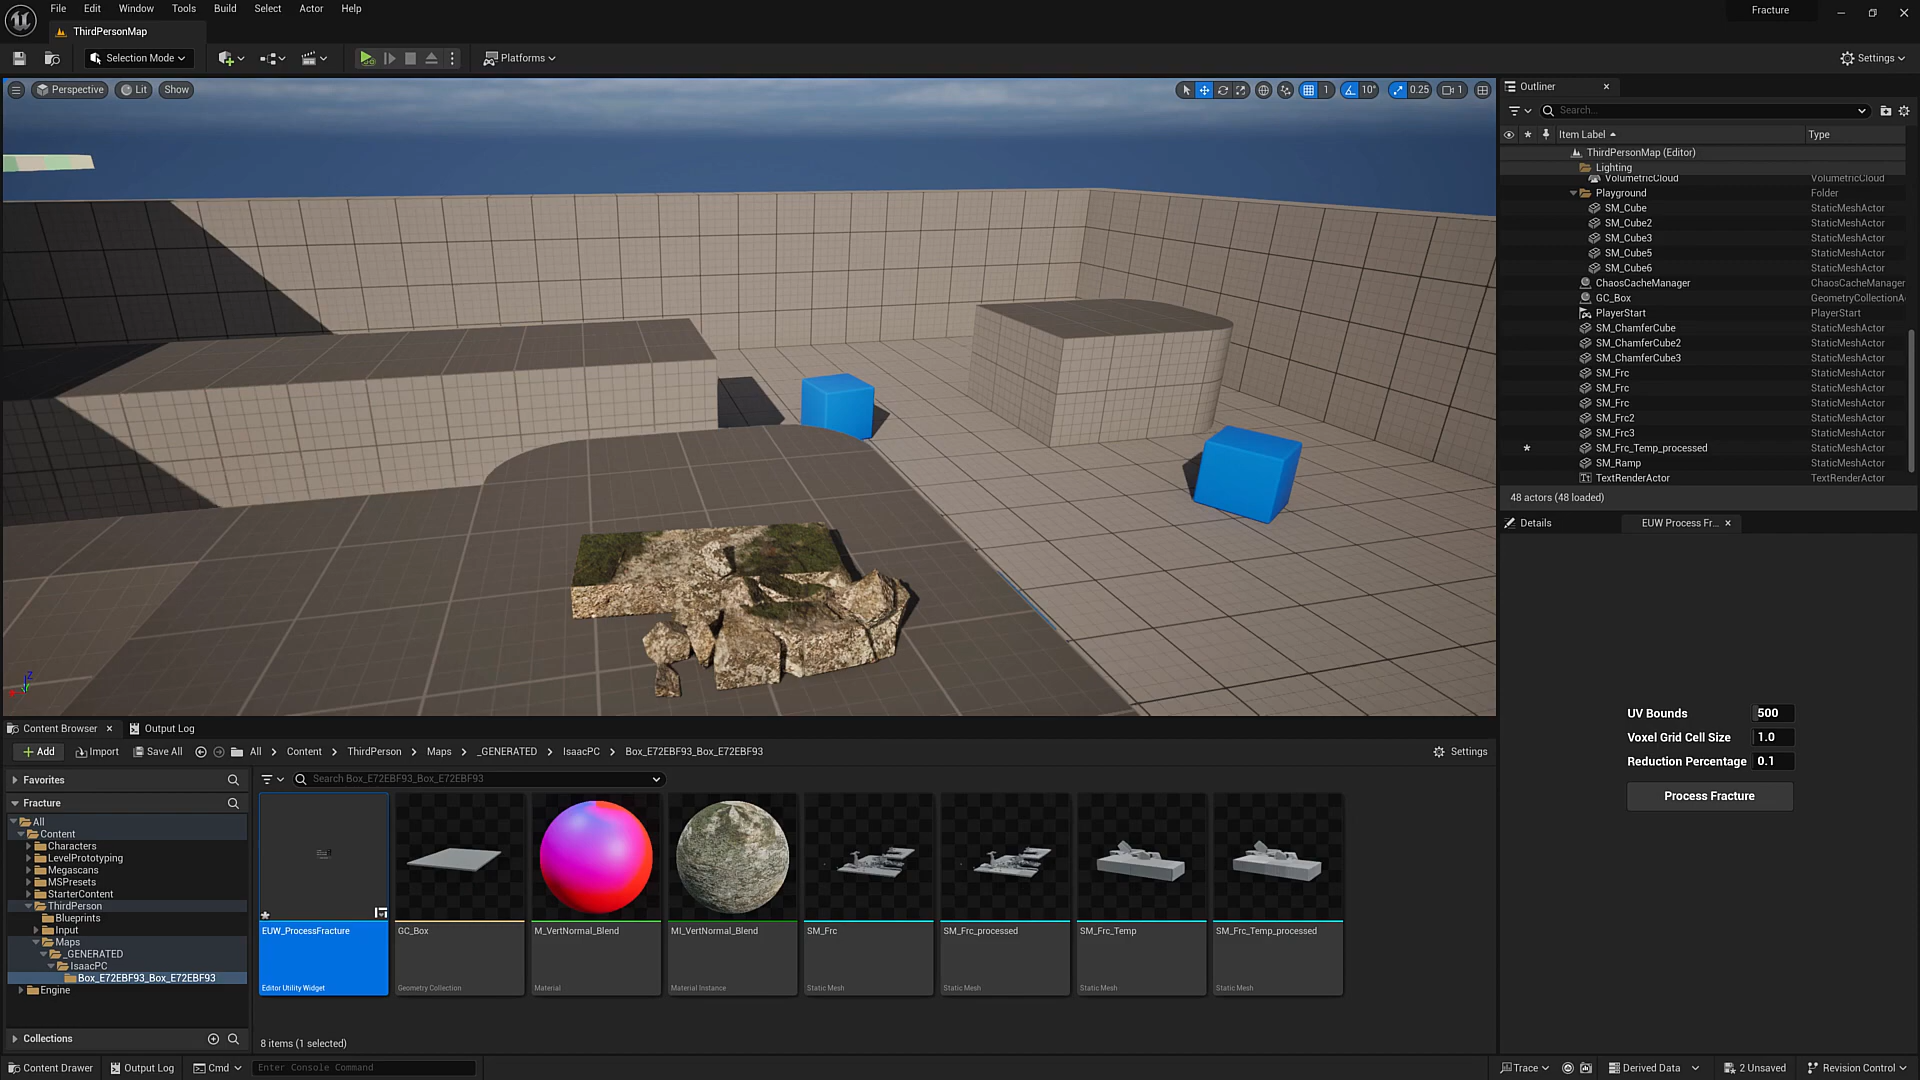 File Edit Window Tools Build Select Actor Help
Fracture
ThirdPersonMap
Selection Mode
Platforms
Settings
Perspective Lit Show
1 10° 0.25 1
Outliner
Search...
Item Label Type
ThirdPersonMap (Editor)
Lighting
VolumetricCloud VolumetricCloud
Playground Folder
SM_Cube StaticMeshActor
SM_Cube2 StaticMeshActor
SM_Cube3 StaticMeshActor
SM_Cube5 StaticMeshActor
SM_Cube6 StaticMeshActor
ChaosCacheManager ChaosCacheManager
GC_Box GeometryCollectionA
PlayerStart PlayerStart
SM_ChamferCube StaticMeshActor
SM_ChamferCube2 StaticMeshActor
SM_ChamferCube3 StaticMeshActor
SM_Frc StaticMeshActor
SM_Frc StaticMeshActor
SM_Frc StaticMeshActor
SM_Frc2 StaticMeshActor
SM_Frc3 StaticMeshActor
SM_Frc_Temp_processed StaticMeshActor
SM_Ramp StaticMeshActor
TextRenderActor TextRenderActor
48 actors (48 loaded)
Details EUW Process Fr...
UV Bounds 500
Voxel Grid Cell Size 1.0
Reduction Percentage 0.1
Process Fracture
Z
Content Browser Output Log
Add Import Save All All Content ThirdPerson Maps _GENERATED IsaacPC Box_E72EBF93_Box_E72EBF93 Settings
Favorites
Search Box_E72EBF93_Box_E72EBF93
Fracture
All
Content
Characters
LevelPrototyping
Megascans
MSPresets
StarterContent
ThirdPerson
Blueprints
Input
Maps
_GENERATED
IsaacPC
Box_E72EBF93_Box_E72EBF93
Engine
Collections
EUW_ProcessFracture GC_Box M_VertNormal_Blend MI_VertNormal_Blend SM_Frc SM_Frc_processed SM_Frc_Temp SM_Frc_Temp_processed
Editor Utility Widget Geometry Collection Material Material Instance Static Mesh Static Mesh Static Mesh Static Mesh
8 items (1 selected)
Content Drawer Output Log Cmd Enter Console Command
Trace Derived Data 2 Unsaved Revision Control